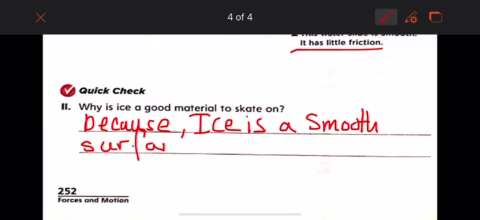 4 of 4
It has little friction.
Quick Check
II. Why is ice a good material to skate on?
Because, Ice is a Smooth
surfa
252
Forces and Motion